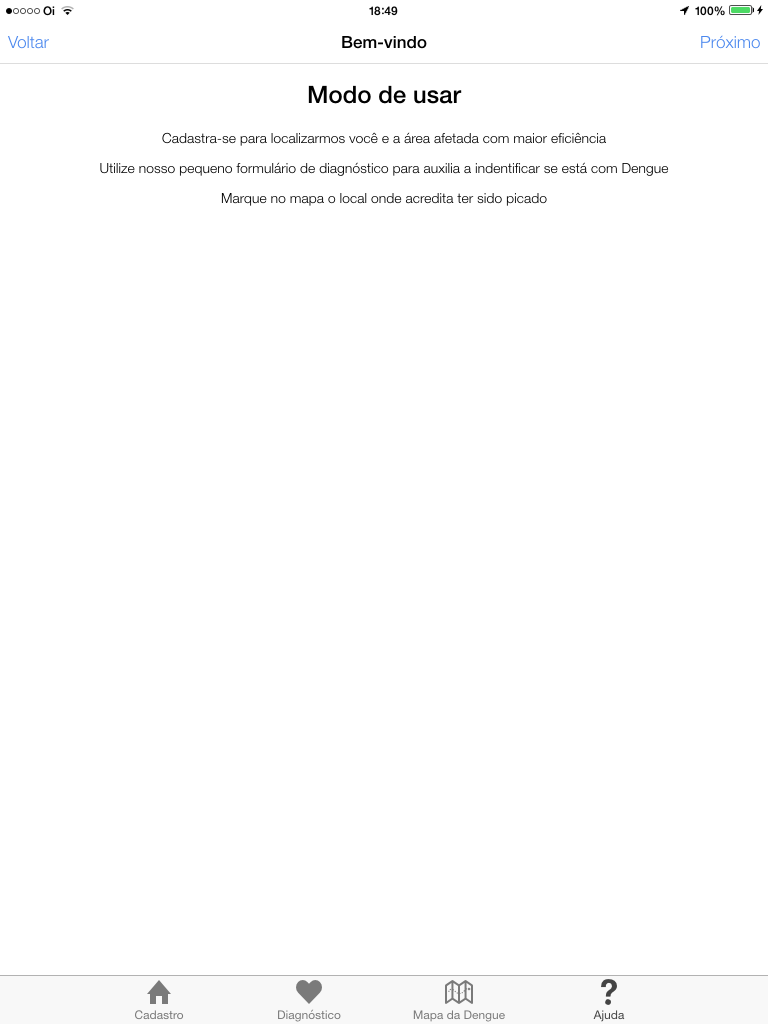 Oi 18:49 100%
Voltar Bem-vindo Próximo
Modo de usar
Cadastra-se para localizarmos você e a área afetada com maior eficiência
Utilize nosso pequeno formulário de diagnóstico para auxilia a indentificar se está com Dengue
Marque no mapa o local onde acredita ter sido picado
Cadastro Diagnóstico Mapa da Dengue Ajuda